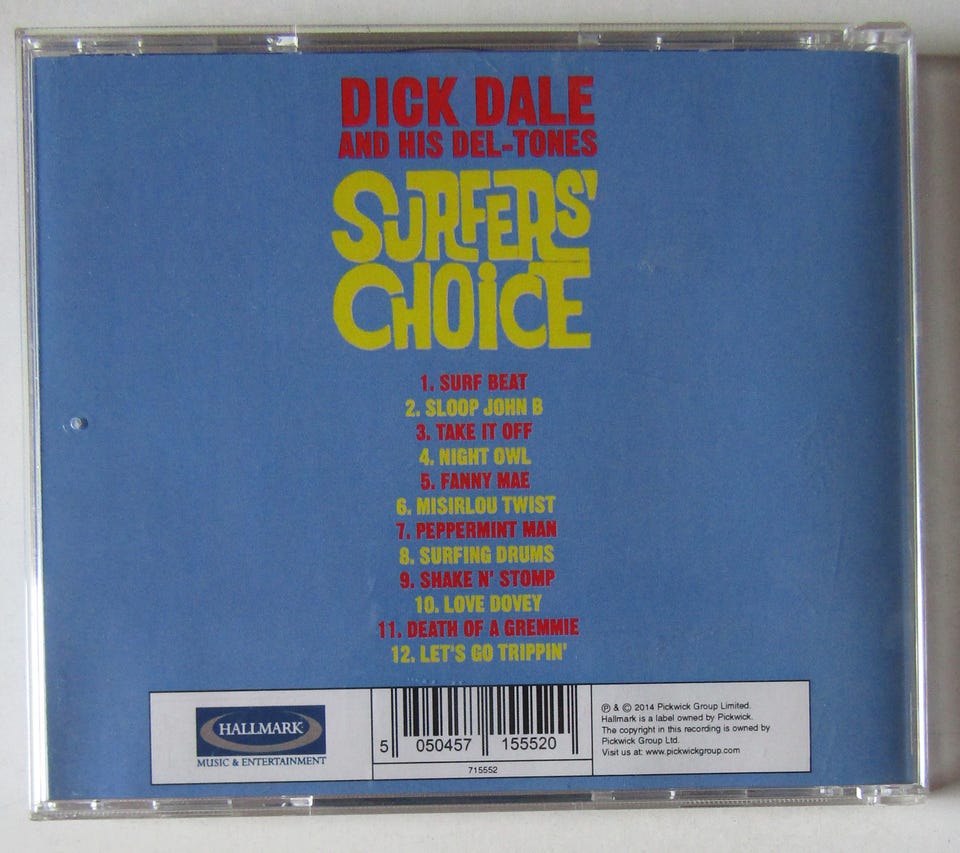 DICK DALE
AND HIS DEL-TONES
SURFERS'
CHOICE
1. SURF BEAT
2. SLOOP JOHN B
3. TAKE IT OFF
4. NIGHT OWL
5. FANNY MAE
6. MISIRLOU TWIST
7. PEPPERMINT MAN
8. SURFING DRUMS
9. SHAKE N' STOMP
10. LOVE DOVEY
11. DEATH OF A GREMMIE
12. LET'S GO TRIPPIN'
HALLMARK
MUSIC & ENTERTAINMENT
5 050457 155520
715552
℗ & © 2014 Pickwick Group Limited.
Hallmark is a label owned by Pickwick.
The copyright in this recording is owned by
Pickwick Group Ltd.
Visit us at: www.pickwickgroup.com